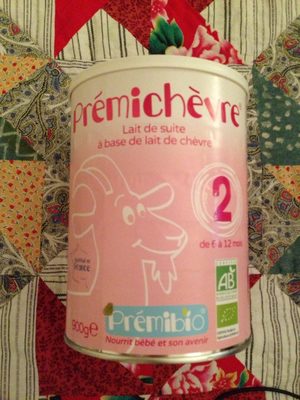 Prémichèvre®
Lait de suite
à base de lait de chèvre
2
de 6 à 12 mois
AB
900g℮
Prémibio®
Nourrit bébé et son avenir